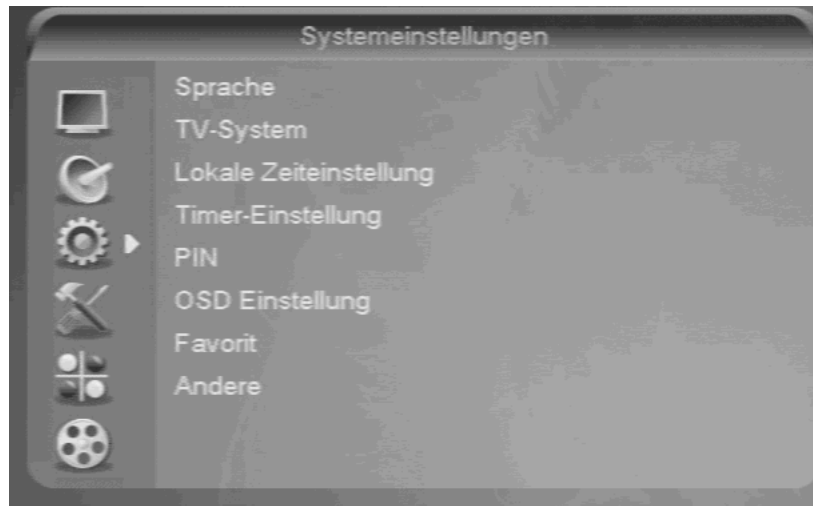 Systemeinstellungen
Sprache
TV-System
Lokale Zeiteinstellung
Timer-Einstellung
PIN
OSD Einstellung
Favorit
Andere